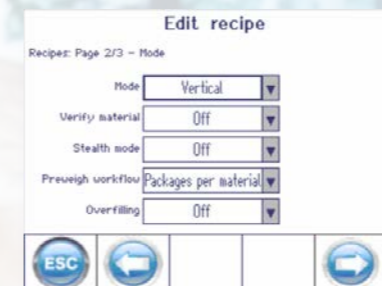 Edit recipe
Recipes: Page 2/3 - Mode
Mode Vertical
Verify material Off
Stealth mode Off
Preweigh workflow Packages per material
Overfilling Off
ESC